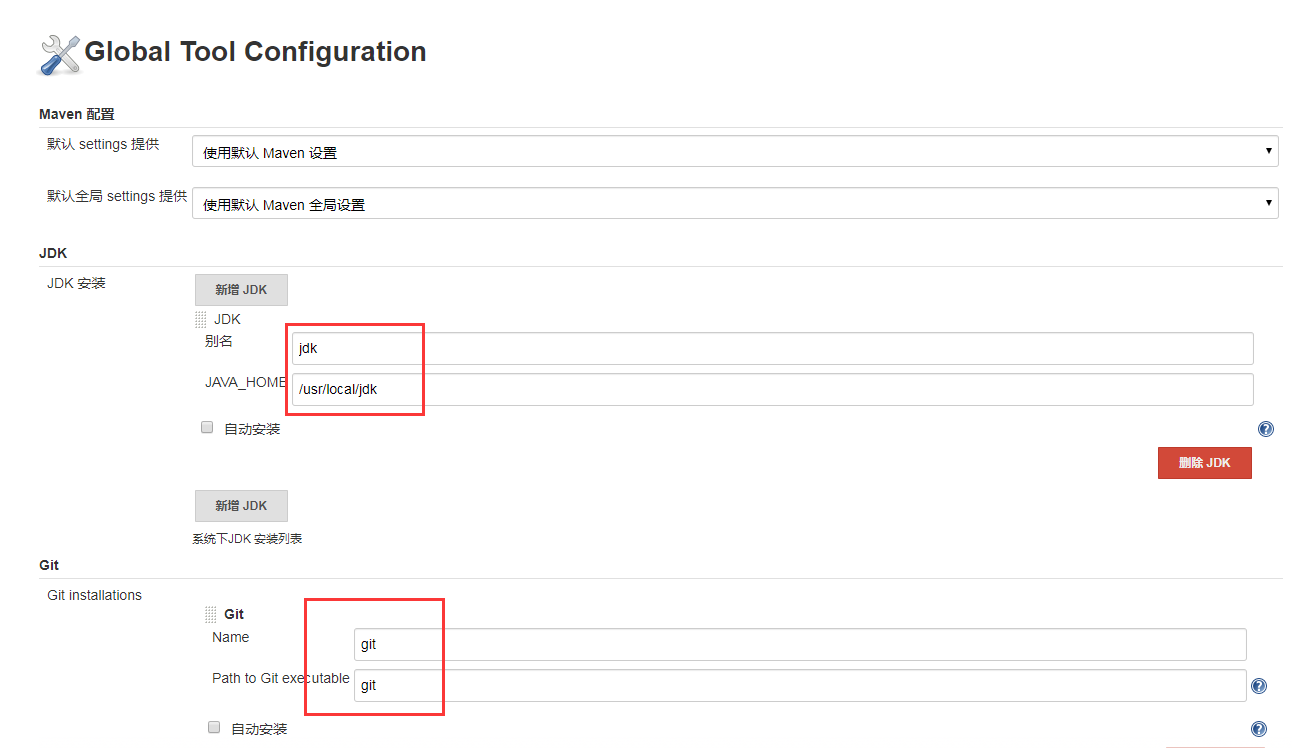 Global Tool Configuration
Maven 配置
默认 settings 提供
使用默认 Maven 设置
默认全局 settings 提供
使用默认 Maven 全局设置
JDK
JDK 安装
新增 JDK
JDK
别名
jdk
JAVA_HOME
/usr/local/jdk
自动安装
删除 JDK
新增 JDK
系统下JDK 安装列表
Git
Git installations
Git
Name
git
Path to Git executable
git
自动安装